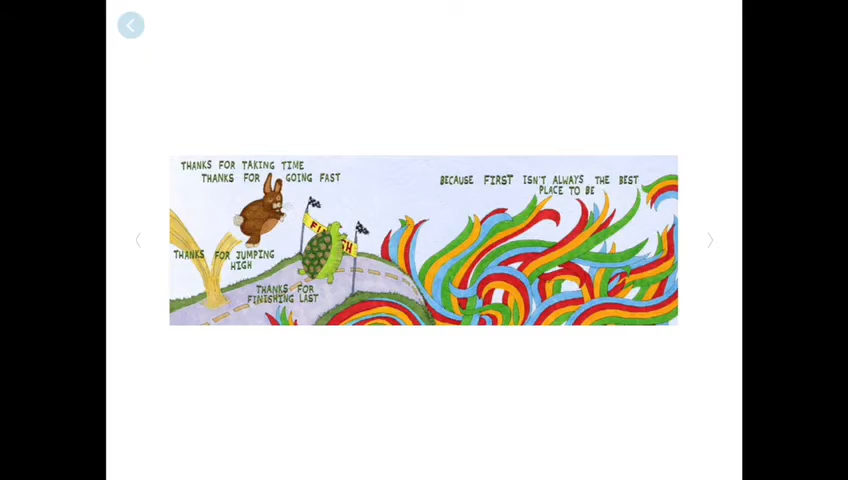 THANKS FOR TAKING TIME
THANKS FOR GOING FAST
THANKS FOR JUMPING
HIGH
THANKS FOR
FINISHING LAST
BECAUSE FIRST ISN'T ALWAYS THE BEST
PLACE TO BE